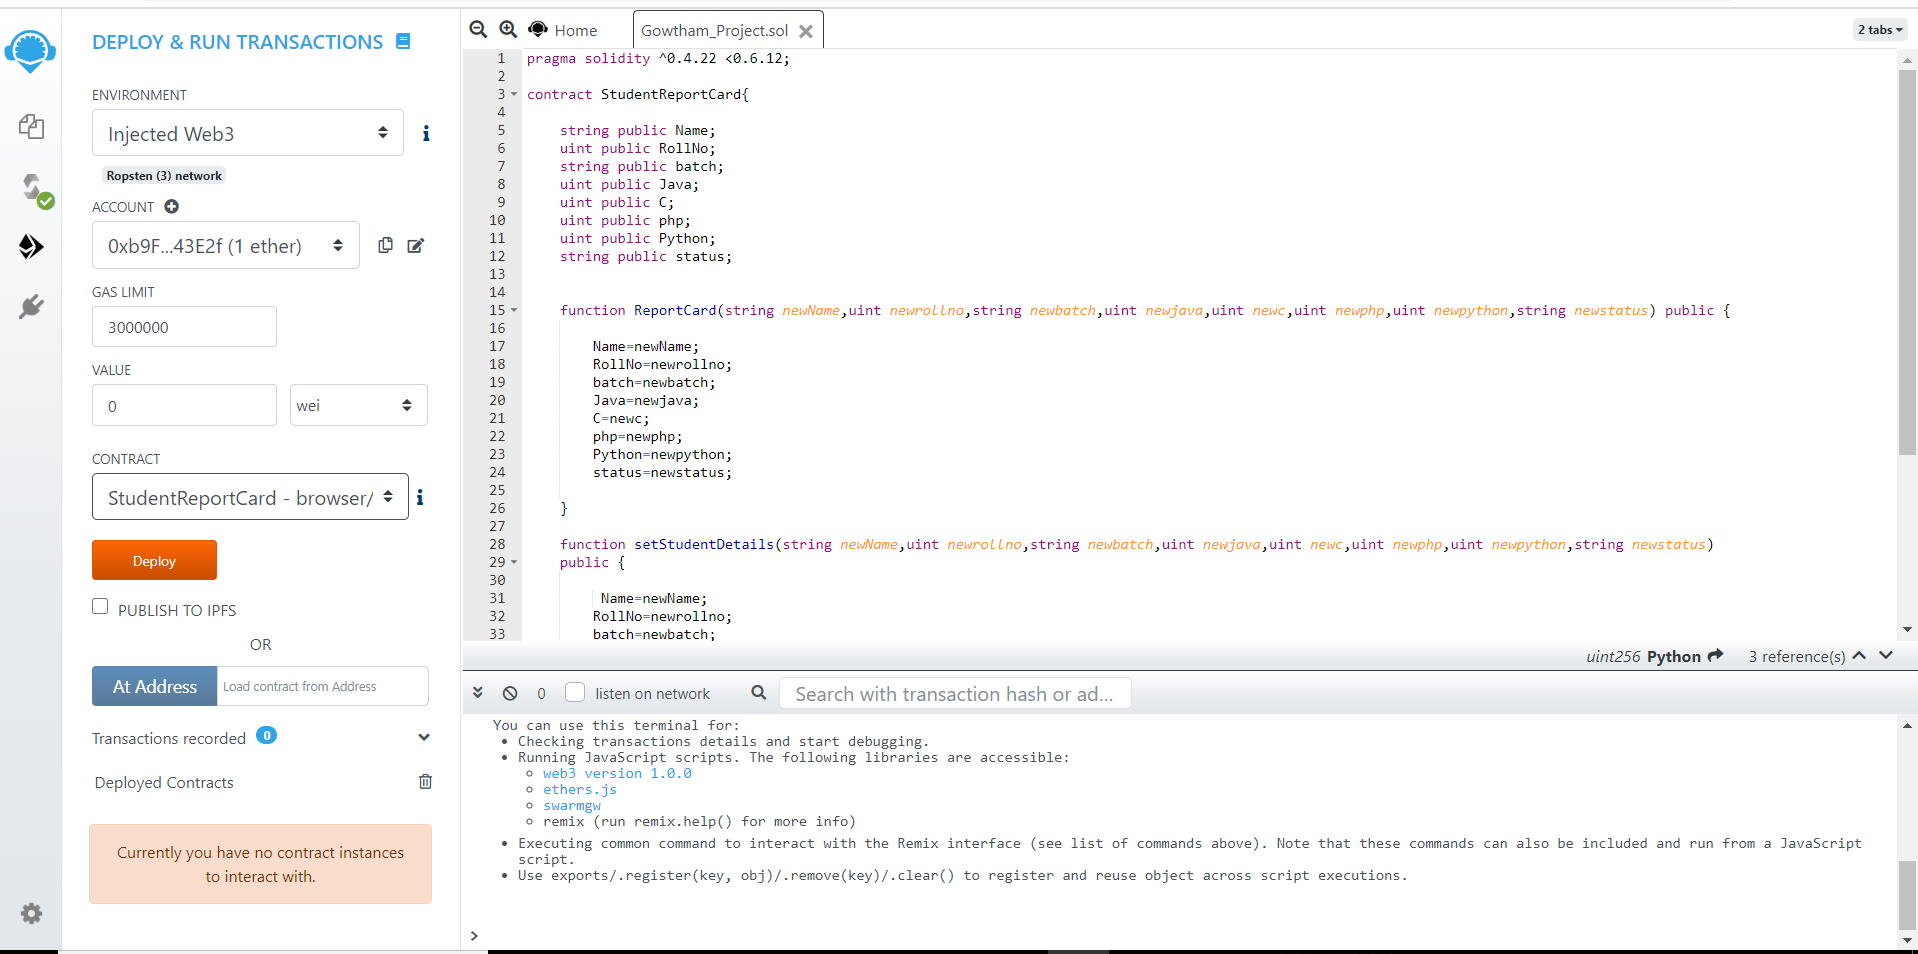 DEPLOY & RUN TRANSACTIONS
ENVIRONMENT
Injected Web3
i
Ropsten (3) network
ACCOUNT
0xb9F...43E2f (1 ether)
GAS LIMIT
3000000
VALUE
0
wei
CONTRACT
StudentReportCard - browser/
i
Deploy
PUBLISH TO IPFS
OR
At Address
Load contract from Address
Transactions recorded 0
Deployed Contracts
Currently you have no contract instances
to interact with.
Home
Gowtham_Project.sol
2 tabs
1 pragma solidity ^0.4.22 <0.6.12;
2
3 contract StudentReportCard{
4
5 string public Name;
6 uint public RollNo;
7 string public batch;
8 uint public Java;
9 uint public C;
10 uint public php;
11 uint public Python;
12 string public status;
13
14
15 function ReportCard(string newName,uint newrollno,string newbatch,uint newjava,uint newc,uint newphp,uint newpython,string newstatus) public {
16
17 Name=newName;
18 RollNo=newrollno;
19 batch=newbatch;
20 Java=newjava;
21 C=newc;
22 php=newphp;
23 Python=newpython;
24 status=newstatus;
25
26 }
27
28 function setStudentDetails(string newName,uint newrollno,string newbatch,uint newjava,uint newc,uint newphp,uint newpython,string newstatus)
29 public {
30
31 Name=newName;
32 RollNo=newrollno;
33 batch=newbatch;
uint256 Python 3 reference(s)
0 listen on network
Search with transaction hash or ad...
You can use this terminal for:
• Checking transactions details and start debugging.
• Running JavaScript scripts. The following libraries are accessible:
web3 version 1.0.0
ethers.js
swarmgw
remix (run remix.help() for more info)
• Executing common command to interact with the Remix interface (see list of commands above). Note that these commands can also be included and run from a JavaScript
script.
• Use exports/.register(key, obj)/.remove(key)/.clear() to register and reuse object across script executions.
>